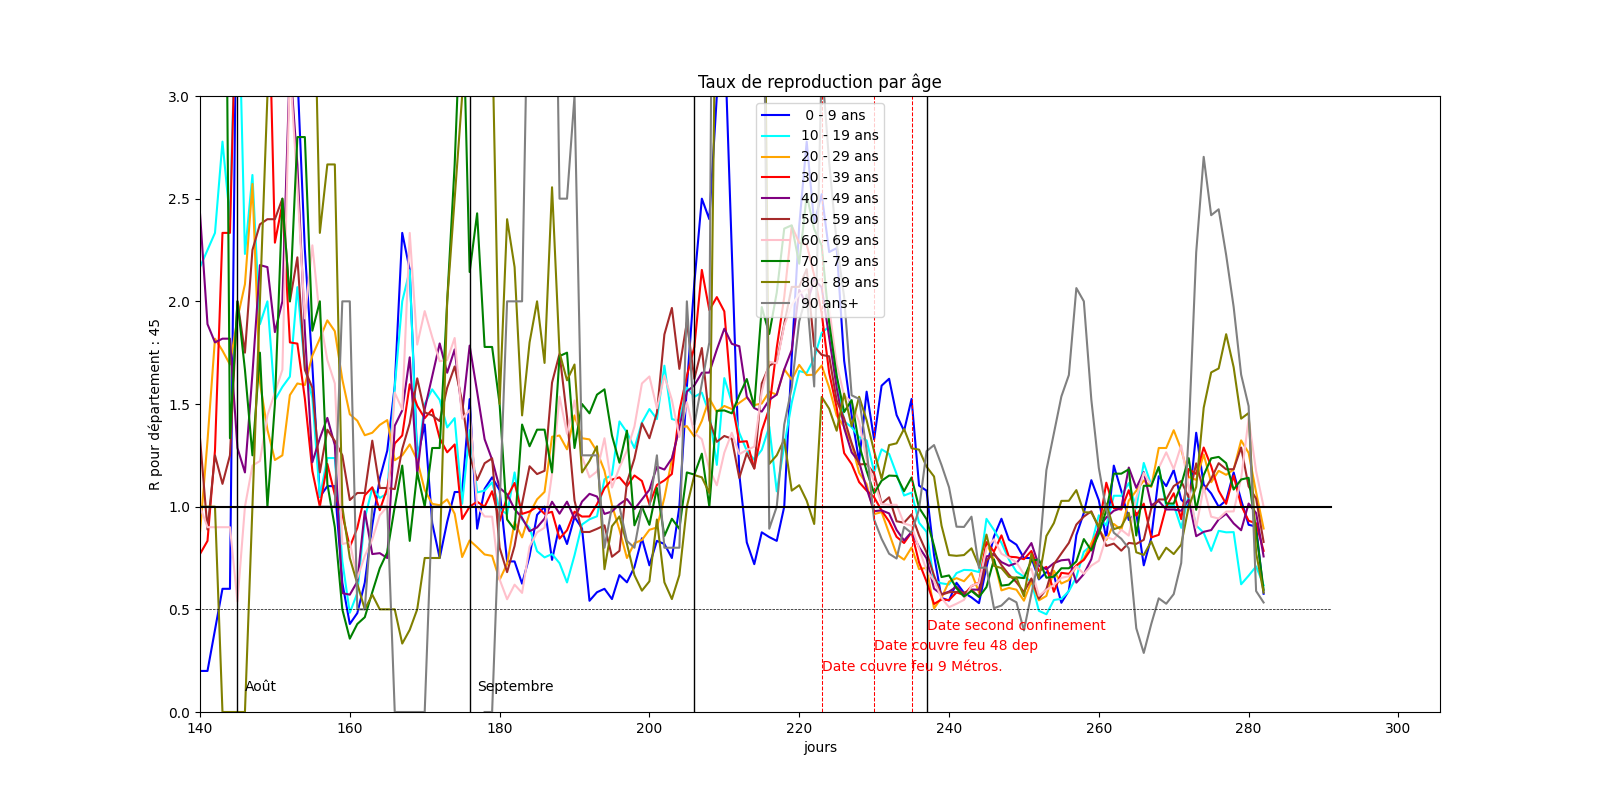 Taux de reproduction par âge
3.0
2.5
2.0
1.5
1.0
0.5
0.0
R pour département : 45
0 - 9 ans
10 - 19 ans
20 - 29 ans
30 - 39 ans
40 - 49 ans
50 - 59 ans
60 - 69 ans
70 - 79 ans
80 - 89 ans
90 ans+
Date second confinement
Date couvre feu 48 dep
Date couvre feu 9 Métros.
Août
Septembre
140 160 180 200 220 240 260 280 300
jours